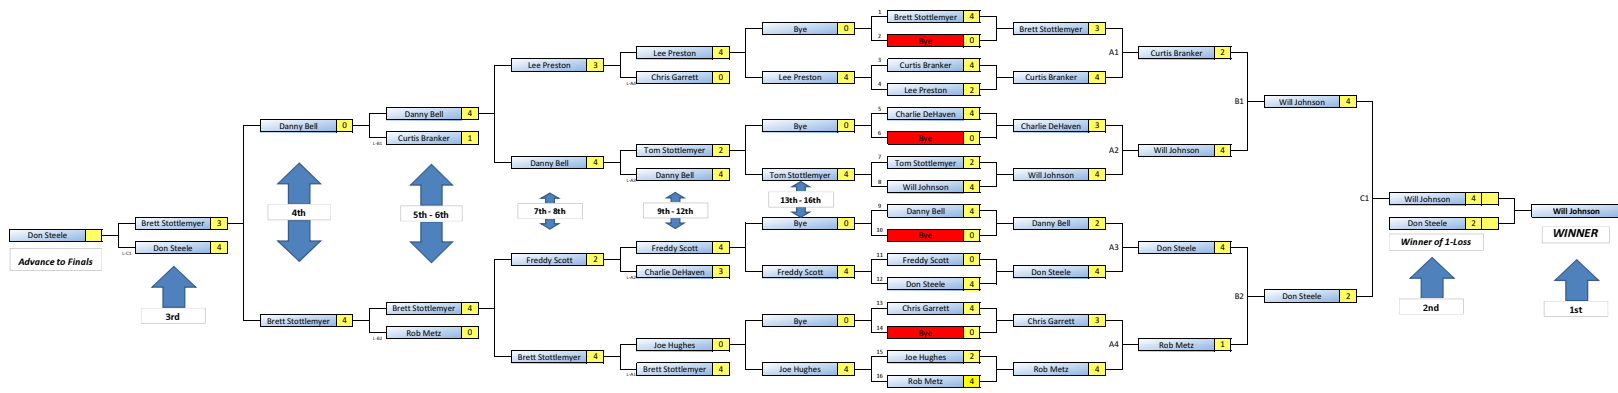 Don Steele
Advance to Finals
Brett Stottlemyer 3
L-C1 Don Steele 4
3rd
Danny Bell 0
4th
Brett Stottlemyer 4
Danny Bell 4
L-B1 Curtis Branker 1
5th - 6th
Brett Stottlemyer 4
L-B2 Rob Metz 0
Lee Preston 3
Danny Bell 4
7th - 8th
Freddy Scott 2
Brett Stottlemyer 4
Lee Preston 4
Chris Garrett 0
Tom Stottlemyer 2
Danny Bell 4
9th - 12th
Freddy Scott 4
Charlie DeHaven 3
Joe Hughes 0
Brett Stottlemyer 4
Bye 0
Lee Preston 4
Bye 0
Tom Stottlemyer 4
13th - 16th
Bye 0
Freddy Scott 4
Bye 0
Joe Hughes 4
1 Brett Stottlemyer 4
2 Bye 0
3 Curtis Branker 4
4 Lee Preston 2
5 Charlie DeHaven 4
6 Bye 0
7 Tom Stottlemyer 2
8 Will Johnson 4
9 Danny Bell 4
10 Bye 0
11 Freddy Scott 0
12 Don Steele 4
13 Chris Garrett 4
14 Bye 0
15 Joe Hughes 2
16 Rob Metz 4
Brett Stottlemyer 3
A1
Curtis Branker 4
Charlie DeHaven 3
A2
Will Johnson 4
Danny Bell 2
A3
Don Steele 4
Chris Garrett 3
A4
Rob Metz 4
Curtis Branker 2
B1
Will Johnson 4
Don Steele 4
B2
Rob Metz 1
Will Johnson 4
C1
Don Steele 2
Will Johnson 4
Don Steele 2
Winner of 1-Loss
2nd
Will Johnson
WINNER
1st